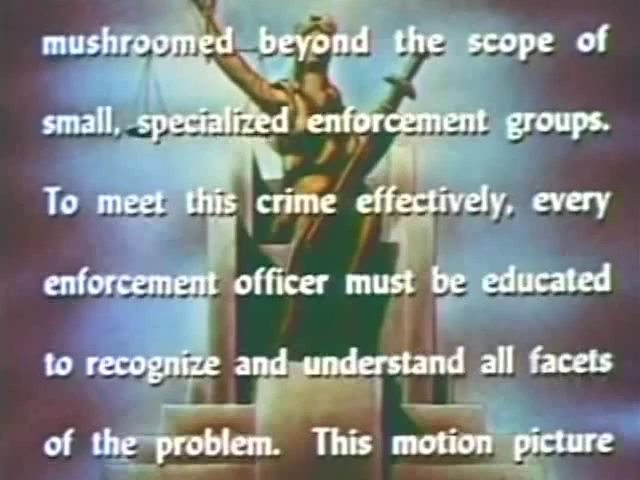 mushroomed beyond the scope of
small, specialized enforcement groups.
To meet this crime effectively, every
enforcement officer must be educated
to recognize and understand all facets
of the problem. This motion picture